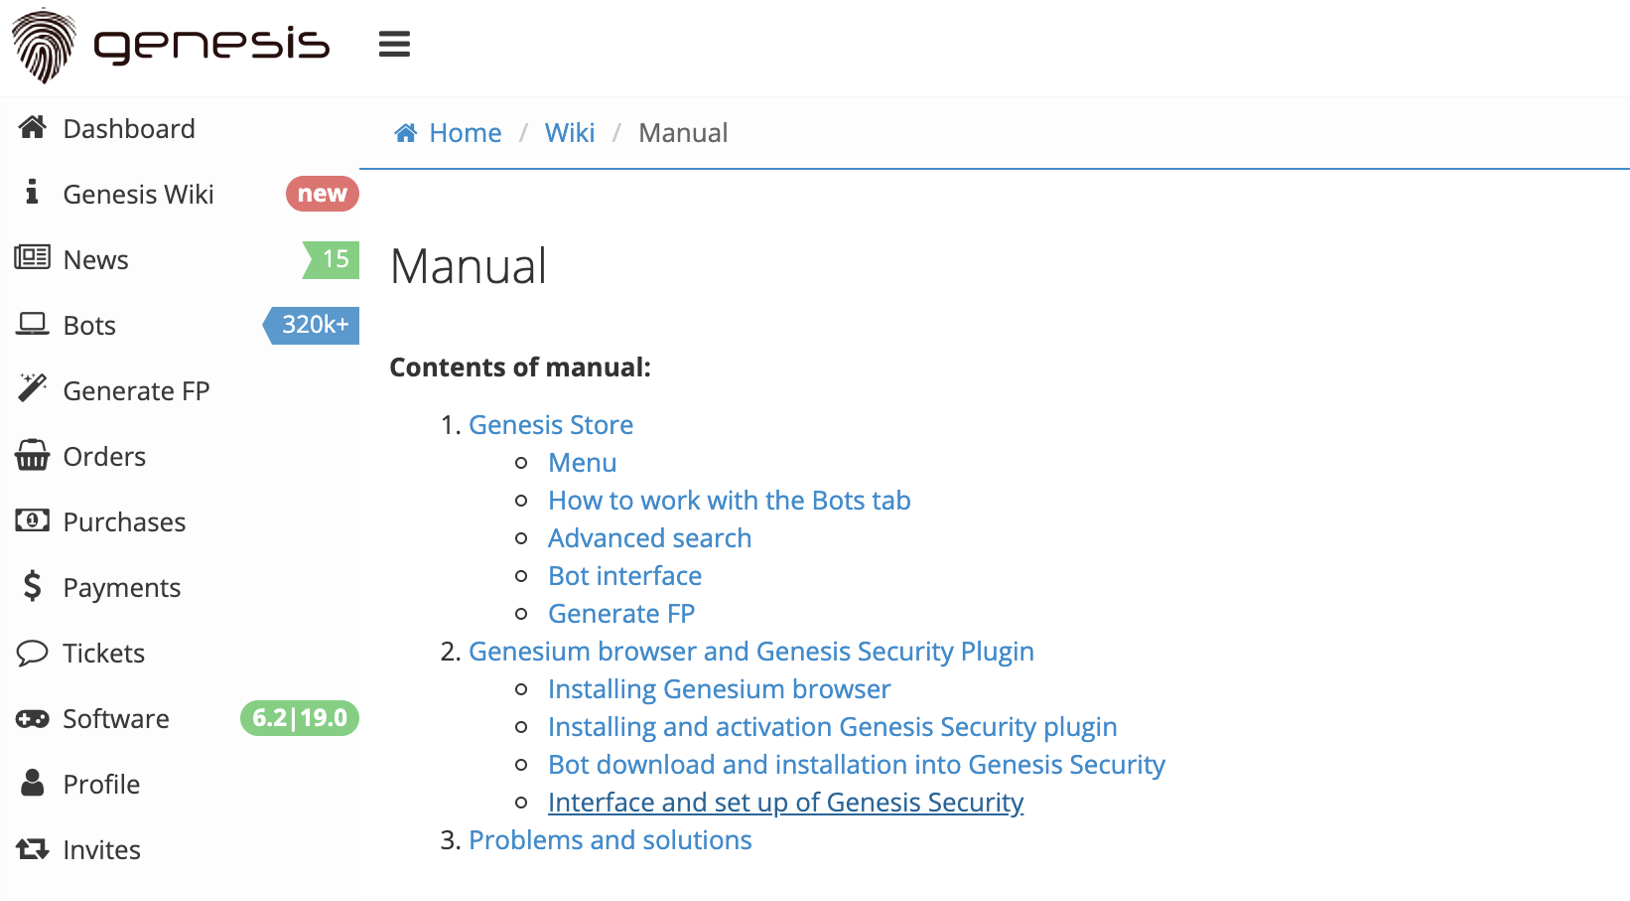 genesis
Home / Wiki / Manual
Dashboard
Genesis Wiki new
News 15
Bots 320k+
Generate FP
Orders
Purchases
Payments
Tickets
Software 6.2|19.0
Profile
Invites
Manual
Contents of manual:
1. Genesis Store
Menu
How to work with the Bots tab
Advanced search
Bot interface
Generate FP
2. Genesium browser and Genesis Security Plugin
Installing Genesium browser
Installing and activation Genesis Security plugin
Bot download and installation into Genesis Security
Interface and set up of Genesis Security
3. Problems and solutions